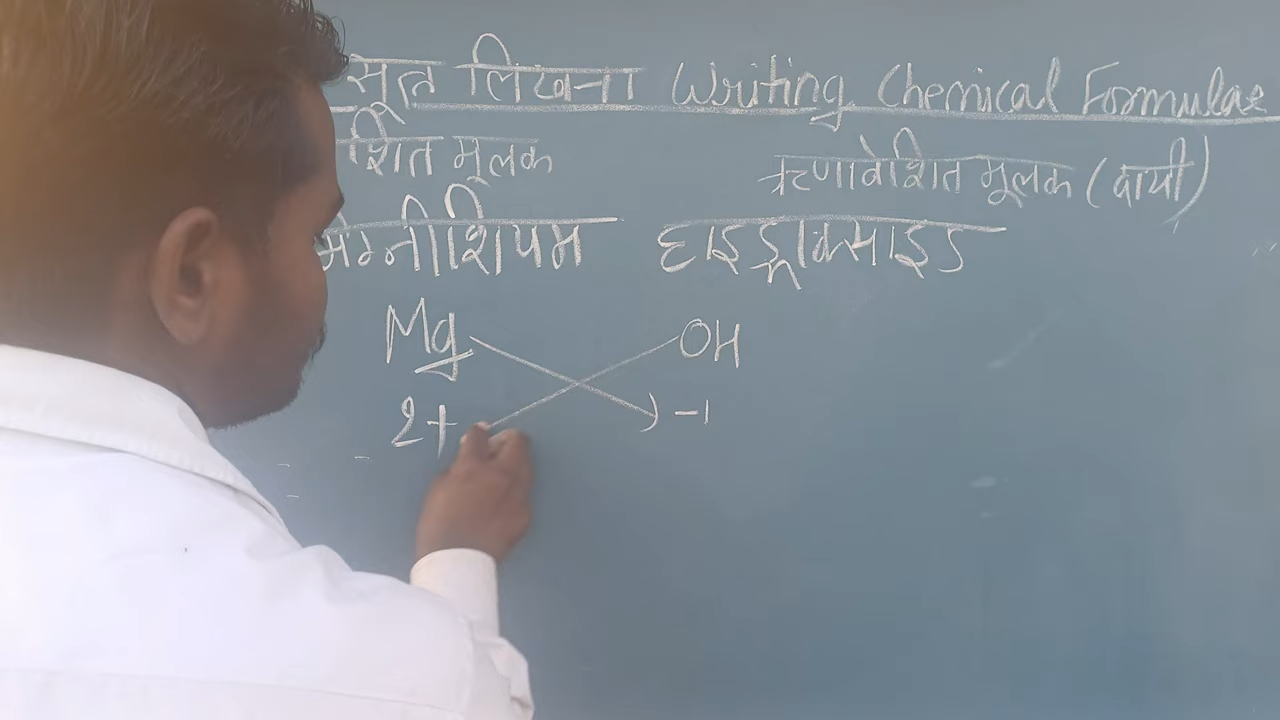 सूत्र लिखना Writing Chemical Formulae
शित मूलक ऋणावेशित मूलक (दायी)
मैग्नीशियम हाइड्राक्साइड
Mg OH
2+ -1